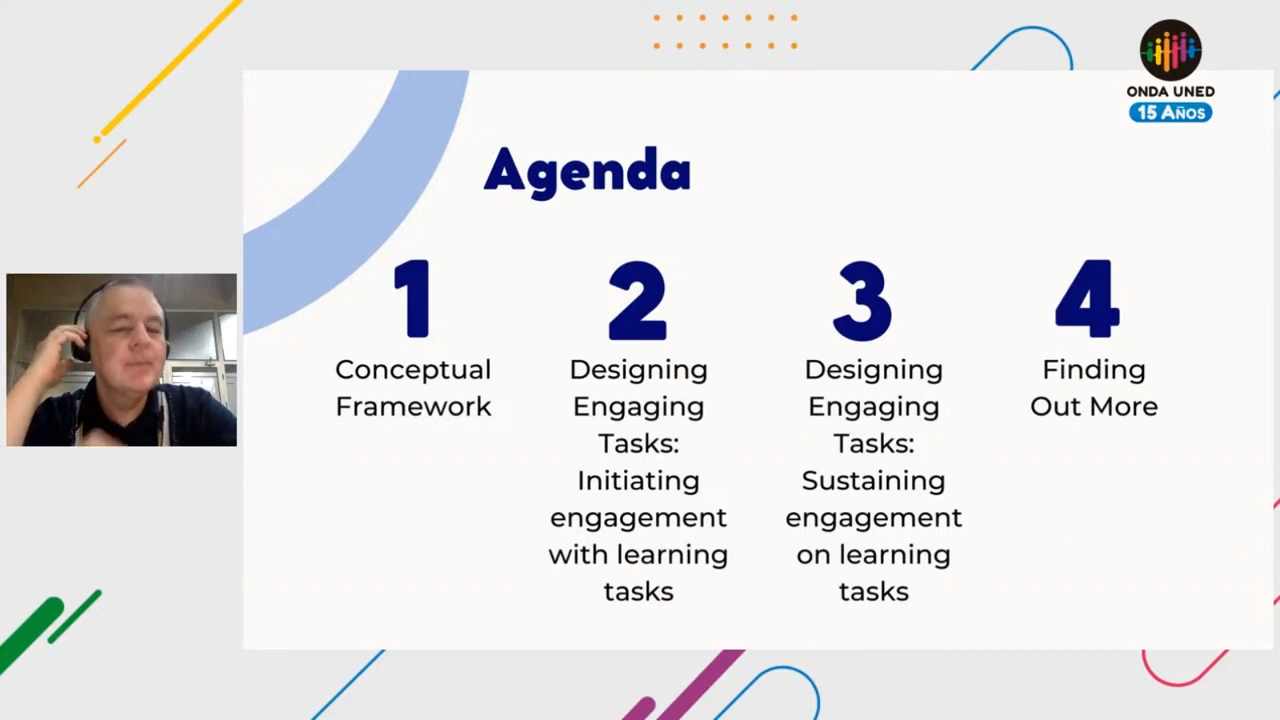 ONDA UNED
15 AÑOS
Agenda
1
Conceptual
Framework
2
Designing
Engaging
Tasks:
Initiating
engagement
with learning
tasks
3
Designing
Engaging
Tasks:
Sustaining
engagement
on learning
tasks
4
Finding
Out More